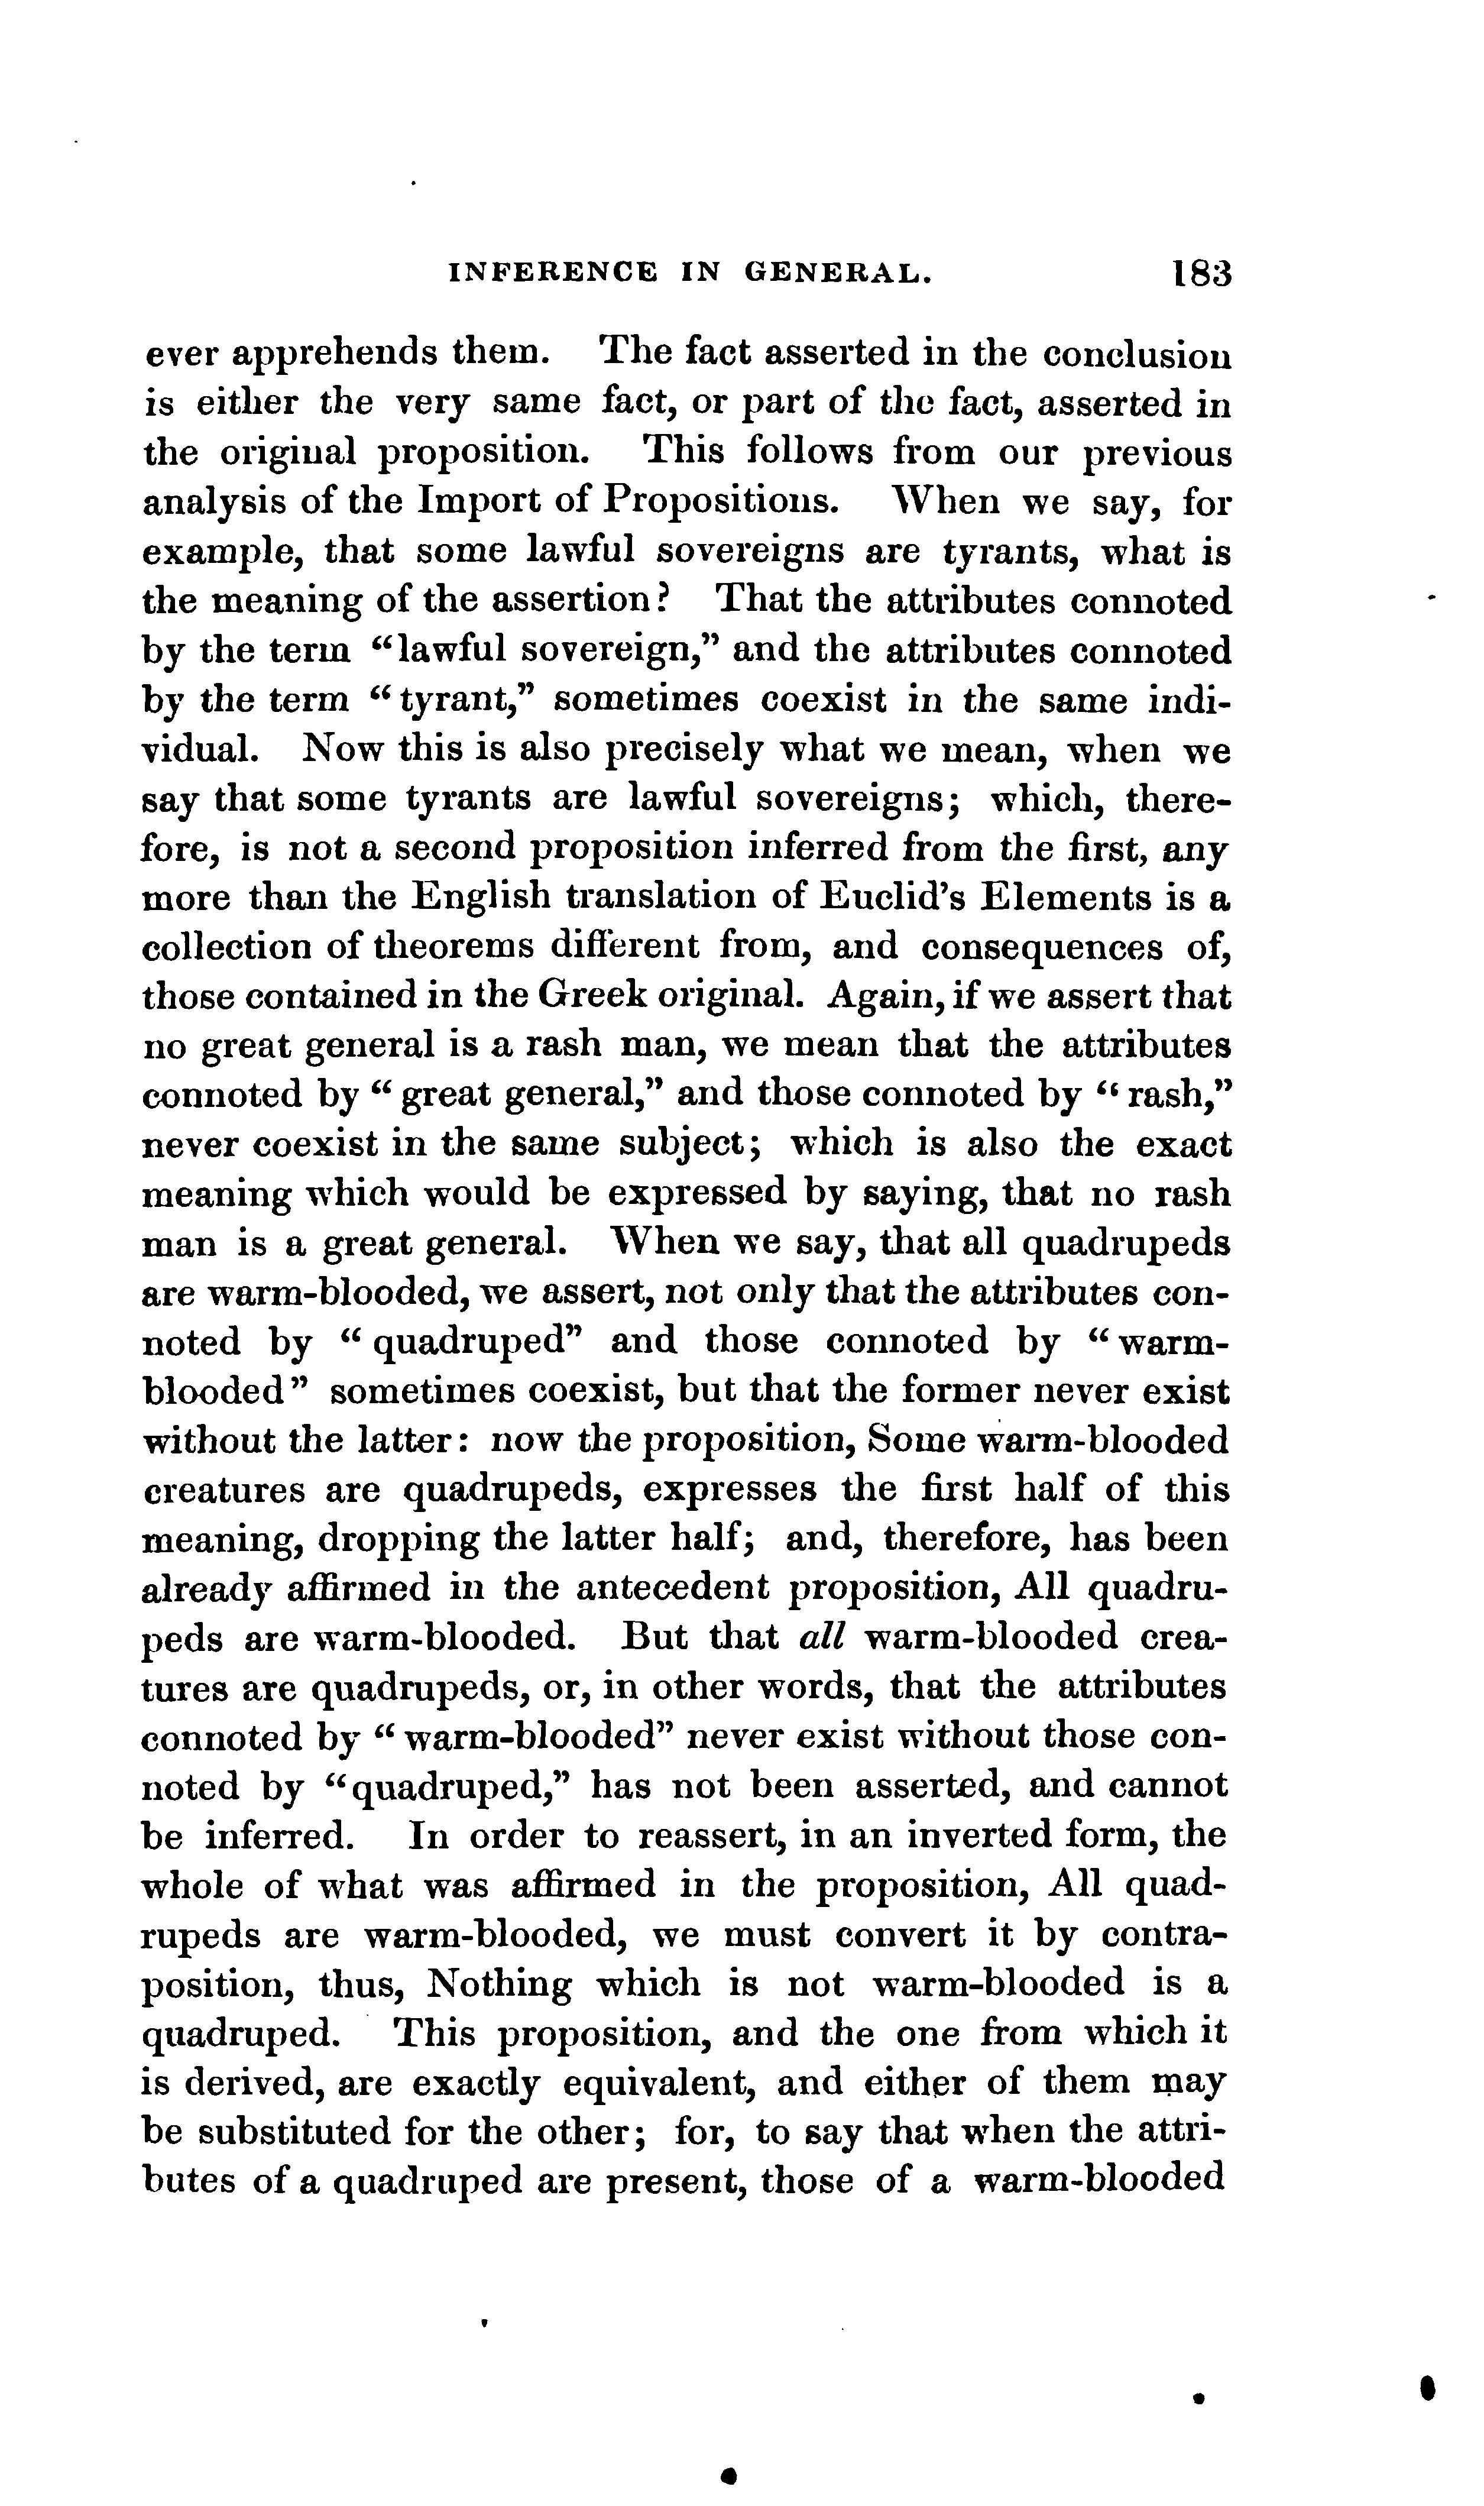 INFERENCE IN GENERAL. 183
ever apprehends them. The fact asserted in the conclusion
is either the very same fact, or part of the fact, asserted in
the original proposition. This follows from our previous
analysis of the Import of Propositions. When we say, for
example, that some lawful sovereigns are tyrants, what is
the meaning of the assertion? That the attributes connoted
by the term "lawful sovereign," and the attributes connoted
by the term "tyrant," sometimes coexist in the same indi-
vidual. Now this is also precisely what we mean, when we
say that some tyrants are lawful sovereigns; which, there-
fore, is not a second proposition inferred from the first, any
more than the English translation of Euclid's Elements is a
collection of theorems different from, and consequences of,
those contained in the Greek original. Again, if we assert that
no great general is a rash man, we mean that the attributes
connoted by "great general," and those connoted by "rash,"
never coexist in the same subject; which is also the exact
meaning which would be expressed by saying, that no rash
man is a great general. When we say, that all quadrupeds
are warm-blooded, we assert, not only that the attributes con-
noted by "quadruped" and those connoted by "warm-
blooded" sometimes coexist, but that the former never exist
without the latter: now the proposition, Some warm-blooded
creatures are quadrupeds, expresses the first half of this
meaning, dropping the latter half; and, therefore, has been
already affirmed in the antecedent proposition, All quadru-
peds are warm-blooded. But that all warm-blooded crea-
tures are quadrupeds, or, in other words, that the attributes
connoted by "warm-blooded" never exist without those con-
noted by "quadruped," has not been asserted, and cannot
be inferred. In order to reassert, in an inverted form, the
whole of what was affirmed in the proposition, All quad-
rupeds are warm-blooded, we must convert it by contra-
position, thus, Nothing which is not warm-blooded is a
quadruped. This proposition, and the one from which it
is derived, are exactly equivalent, and either of them may
be substituted for the other; for, to say that when the attri-
butes of a quadruped are present, those of a warm-blooded